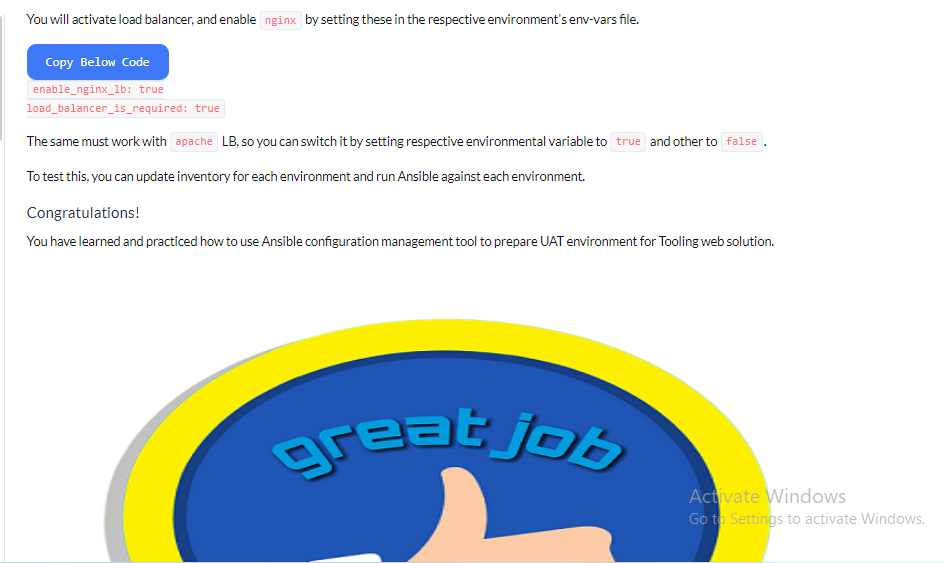 You will activate load balancer, and enable nginx by setting these in the respective environment's env-vars file.
Copy Below Code
enable_nginx_lb: true
load_balancer_is_required: true
The same must work with apache LB, so you can switch it by setting respective environmental variable to true and other to false .
To test this, you can update inventory for each environment and run Ansible against each environment.
Congratulations!
You have learned and practiced how to use Ansible configuration management tool to prepare UAT environment for Tooling web solution.
great job
Activate Windows
Go to Settings to activate Windows.